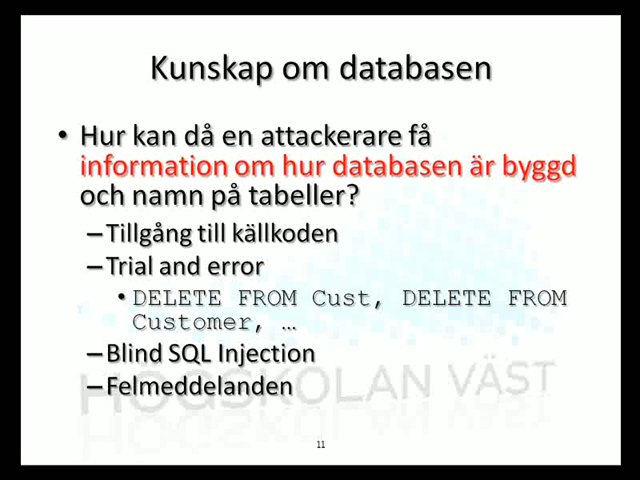 Kunskap om databasen
• Hur kan då en attackerare få
information om hur databasen är byggd
och namn på tabeller?
–Tillgång till källkoden
–Trial and error
• DELETE FROM Cust, DELETE FROM
Customer, …
–Blind SQL Injection
–Felmeddelanden
HÖGSKOLAN VÄST
11